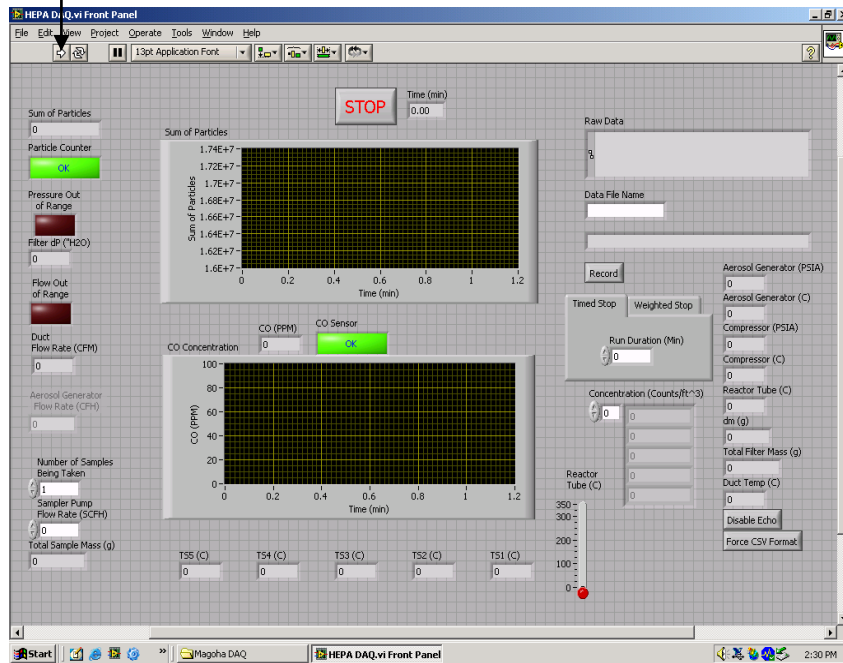 HEPA DAQ.vi Front Panel
File Edit View Project Operate Tools Window Help
13pt Application Font
STOP
Time (min)
0.00
Sum of Particles
0
Particle Counter
OK
Pressure Out
of Range
Filter dP ("H2O)
0
Flow Out
of Range
Duct
Flow Rate (CFM)
0
Aerosol Generator
Flow Rate (CFH)
0
Number of Samples
Being Taken
1
Sampler Pump
Flow Rate (SCFH)
0
Total Sample Mass (g)
0
Sum of Particles
Sum of Particles
1.74E+7
1.72E+7
1.7E+7
1.68E+7
1.66E+7
1.64E+7
1.62E+7
1.6E+7
0 0.2 0.4 0.6 0.8 1 1.2
Time (min)
CO (PPM)
0
CO Sensor
OK
CO Concentration
CO (PPM)
100
80
60
40
20
0
0 0.2 0.4 0.6 0.8 1 1.2
Time (min)
TS5 (C) TS4 (C) TS3 (C) TS2 (C) TS1 (C)
0 0 0 0 0
Raw Data
%
Data File Name
Record
Timed Stop Weighted Stop
Run Duration (Min)
0
Concentration (Counts/ft^3)
0
0
0
0
0
0
Reactor
Tube (C)
350
300
200
100
0
Aerosol Generator (PSIA)
0
Aerosol Generator (C)
0
Compressor (PSIA)
0
Compressor (C)
0
Reactor Tube (C)
0
dm (g)
0
Total Filter Mass (g)
0
Duct Temp (C)
0
Disable Echo
Force CSV Format
Start
»
Magoha DAQ
HEPA DAQ.vi Front Panel
2:30 PM